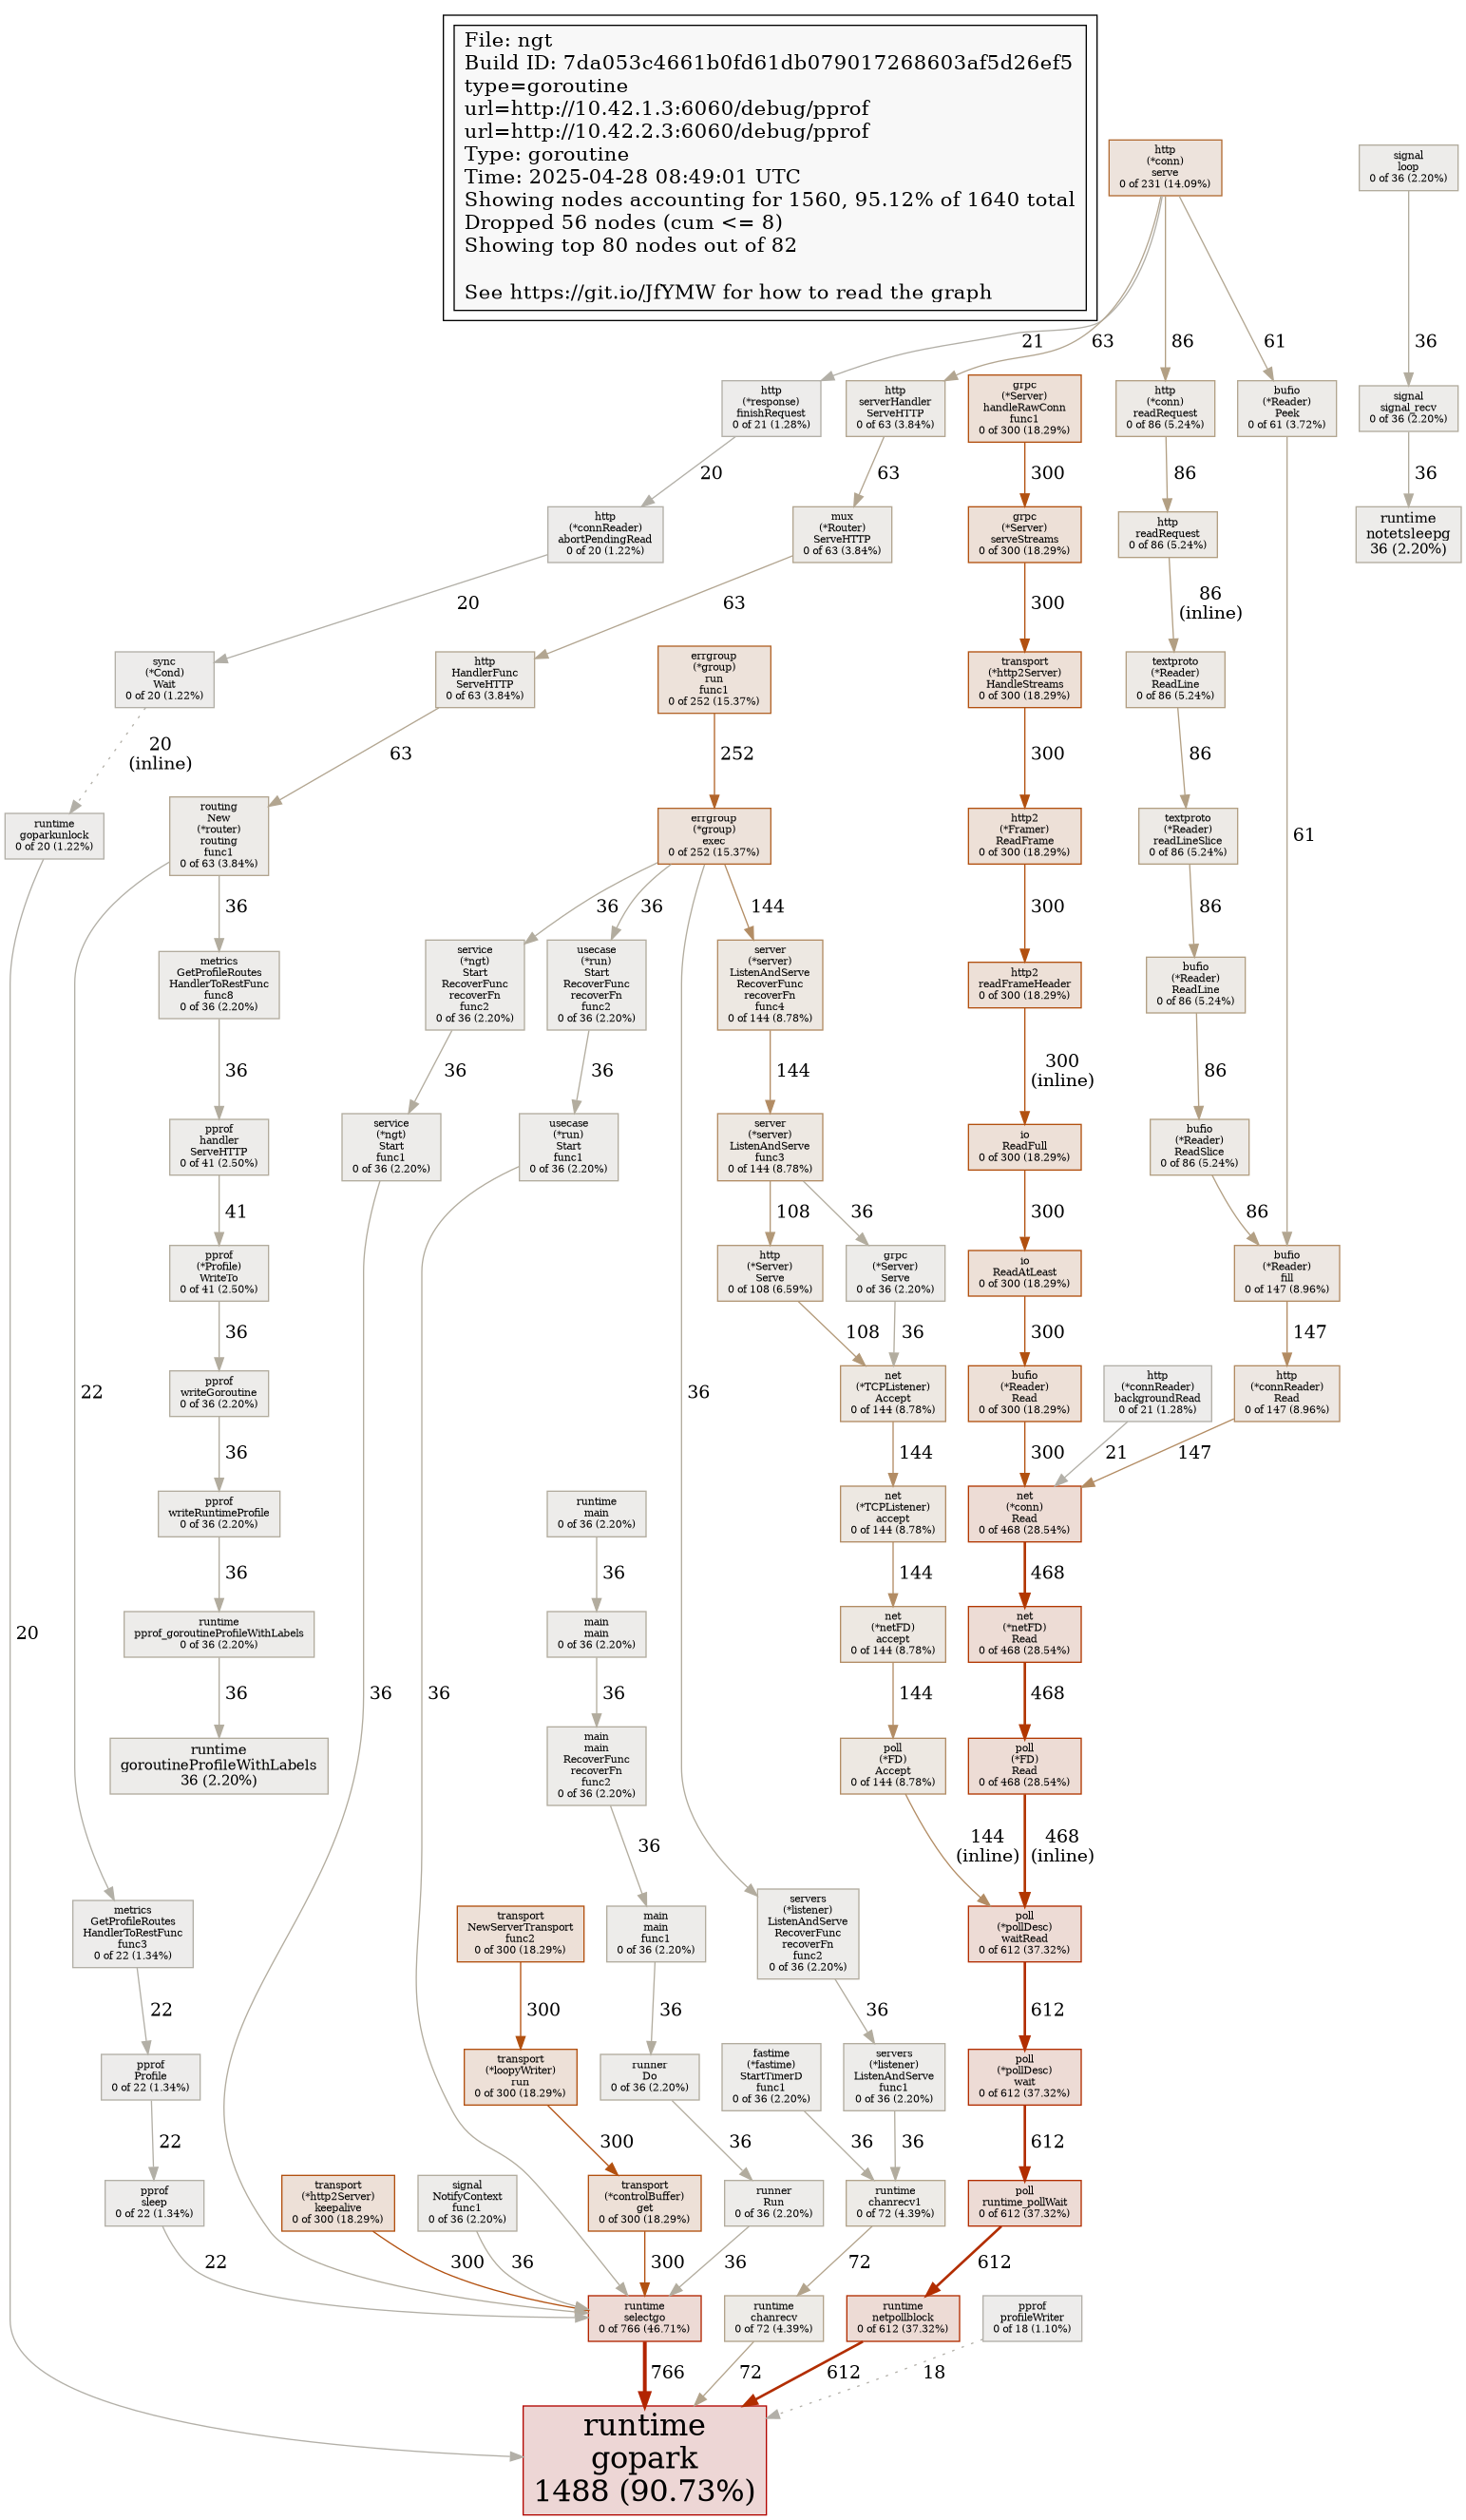 File: ngt
Build ID: 7da053c4661b0fd61db079017268603af5d26ef5
type=goroutine
url=http://10.42.1.3:6060/debug/pprof
url=http://10.42.2.3:6060/debug/pprof
Type: goroutine
Time: 2025-04-28 08:49:01 UTC
Showing nodes accounting for 1560, 95.12% of 1640 total
Dropped 56 nodes (cum <= 8)
Showing top 80 nodes out of 82
See https://git.io/JfYMW for how to read the graph
http
(*conn)
serve
0 of 231 (14.09%)
signal
loop
0 of 36 (2.20%)
21
63
86
61
36
http
(*response)
finishRequest
0 of 21 (1.28%)
http
serverHandler
ServeHTTP
0 of 63 (3.84%)
grpc
(*Server)
handleRawConn
func1
0 of 300 (18.29%)
http
(*conn)
readRequest
0 of 86 (5.24%)
bufio
(*Reader)
Peek
0 of 61 (3.72%)
signal
signal_recv
0 of 36 (2.20%)
20
63
300
86
36
http
(*connReader)
abortPendingRead
0 of 20 (1.22%)
mux
(*Router)
ServeHTTP
0 of 63 (3.84%)
grpc
(*Server)
serveStreams
0 of 300 (18.29%)
http
readRequest
0 of 86 (5.24%)
runtime
notetsleepg
36 (2.20%)
20
63
300
86
(inline)
sync
(*Cond)
Wait
0 of 20 (1.22%)
http
HandlerFunc
ServeHTTP
0 of 63 (3.84%)
errgroup
(*group)
run
func1
0 of 252 (15.37%)
transport
(*http2Server)
HandleStreams
0 of 300 (18.29%)
textproto
(*Reader)
ReadLine
0 of 86 (5.24%)
20
(inline)
63
252
300
86
runtime
goparkunlock
0 of 20 (1.22%)
routing
New
(*router)
routing
func1
0 of 63 (3.84%)
errgroup
(*group)
exec
0 of 252 (15.37%)
http2
(*Framer)
ReadFrame
0 of 300 (18.29%)
textproto
(*Reader)
readLineSlice
0 of 86 (5.24%)
61
36
36
36
144
300
86
metrics
GetProfileRoutes
HandlerToRestFunc
func8
0 of 36 (2.20%)
service
(*ngt)
Start
RecoverFunc
recoverFn
func2
0 of 36 (2.20%)
usecase
(*run)
Start
RecoverFunc
recoverFn
func2
0 of 36 (2.20%)
server
(*server)
ListenAndServe
RecoverFunc
recoverFn
func4
0 of 144 (8.78%)
http2
readFrameHeader
0 of 300 (18.29%)
bufio
(*Reader)
ReadLine
0 of 86 (5.24%)
36
36
36
144
300
(inline)
86
pprof
handler
ServeHTTP
0 of 41 (2.50%)
service
(*ngt)
Start
func1
0 of 36 (2.20%)
usecase
(*run)
Start
func1
0 of 36 (2.20%)
server
(*server)
ListenAndServe
func3
0 of 144 (8.78%)
io
ReadFull
0 of 300 (18.29%)
bufio
(*Reader)
ReadSlice
0 of 86 (5.24%)
41
108
36
300
86
pprof
(*Profile)
WriteTo
0 of 41 (2.50%)
http
(*Server)
Serve
0 of 108 (6.59%)
grpc
(*Server)
Serve
0 of 36 (2.20%)
io
ReadAtLeast
0 of 300 (18.29%)
bufio
(*Reader)
fill
0 of 147 (8.96%)
36
108
36
300
147
22
36
pprof
writeGoroutine
0 of 36 (2.20%)
net
(*TCPListener)
Accept
0 of 144 (8.78%)
bufio
(*Reader)
Read
0 of 300 (18.29%)
http
(*connReader)
backgroundRead
0 of 21 (1.28%)
http
(*connReader)
Read
0 of 147 (8.96%)
36
144
300
21
147
pprof
writeRuntimeProfile
0 of 36 (2.20%)
runtime
main
0 of 36 (2.20%)
net
(*TCPListener)
accept
0 of 144 (8.78%)
net
(*conn)
Read
0 of 468 (28.54%)
36
36
144
468
20
runtime
pprof_goroutineProfileWithLabels
0 of 36 (2.20%)
main
main
0 of 36 (2.20%)
net
(*netFD)
accept
0 of 144 (8.78%)
net
(*netFD)
Read
0 of 468 (28.54%)
36
36
36
36
144
468
runtime
goroutineProfileWithLabels
36 (2.20%)
main
main
RecoverFunc
recoverFn
func2
0 of 36 (2.20%)
poll
(*FD)
Accept
0 of 144 (8.78%)
poll
(*FD)
Read
0 of 468 (28.54%)
36
144
(inline)
468
(inline)
metrics
GetProfileRoutes
HandlerToRestFunc
func3
0 of 22 (1.34%)
transport
NewServerTransport
func2
0 of 300 (18.29%)
main
main
func1
0 of 36 (2.20%)
servers
(*listener)
ListenAndServe
RecoverFunc
recoverFn
func2
0 of 36 (2.20%)
poll
(*pollDesc)
waitRead
0 of 612 (37.32%)
22
300
36
36
612
pprof
Profile
0 of 22 (1.34%)
transport
(*loopyWriter)
run
0 of 300 (18.29%)
runner
Do
0 of 36 (2.20%)
fastime
(*fastime)
StartTimerD
func1
0 of 36 (2.20%)
servers
(*listener)
ListenAndServe
func1
0 of 36 (2.20%)
poll
(*pollDesc)
wait
0 of 612 (37.32%)
22
300
36
36
36
612
pprof
sleep
0 of 22 (1.34%)
transport
(*http2Server)
keepalive
0 of 300 (18.29%)
signal
NotifyContext
func1
0 of 36 (2.20%)
transport
(*controlBuffer)
get
0 of 300 (18.29%)
runner
Run
0 of 36 (2.20%)
runtime
chanrecv1
0 of 72 (4.39%)
poll
runtime_pollWait
0 of 612 (37.32%)
22
300
36
300
36
72
612
runtime
selectgo
0 of 766 (46.71%)
runtime
chanrecv
0 of 72 (4.39%)
runtime
netpollblock
0 of 612 (37.32%)
pprof
profileWriter
0 of 18 (1.10%)
766
72
612
18
runtime
gopark
1488 (90.73%)